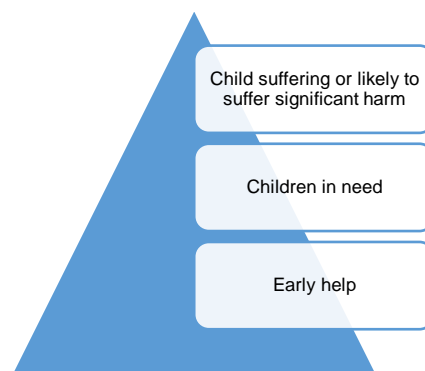 Child suffering or likely to
suffer significant harm
Children in need
Early help